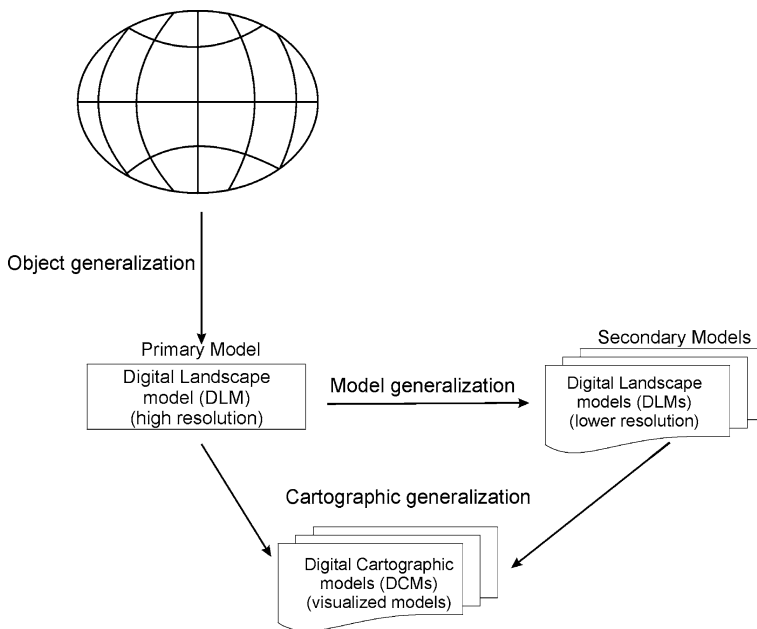 Object generalization
Primary Model
Digital Landscape
model (DLM)
(high resolution)
Model generalization
Secondary Models
Digital Landscape
models (DLMs)
(lower resolution)
Cartographic generalization
Digital Cartographic
models (DCMs)
(visualized models)